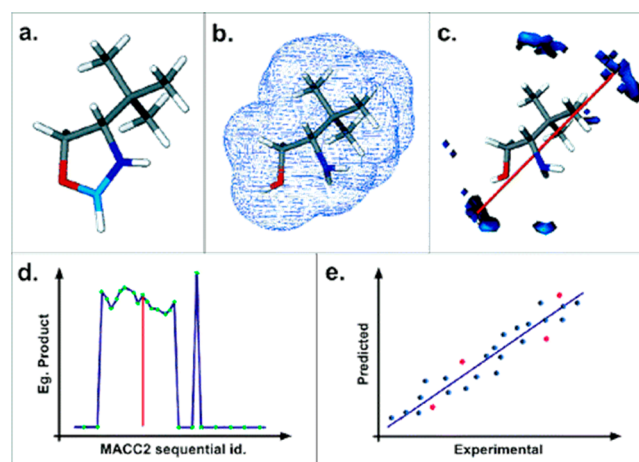 a.
b.
c.
d.
Eg. Product
MACC2 sequential id.
e.
Predicted
Experimental